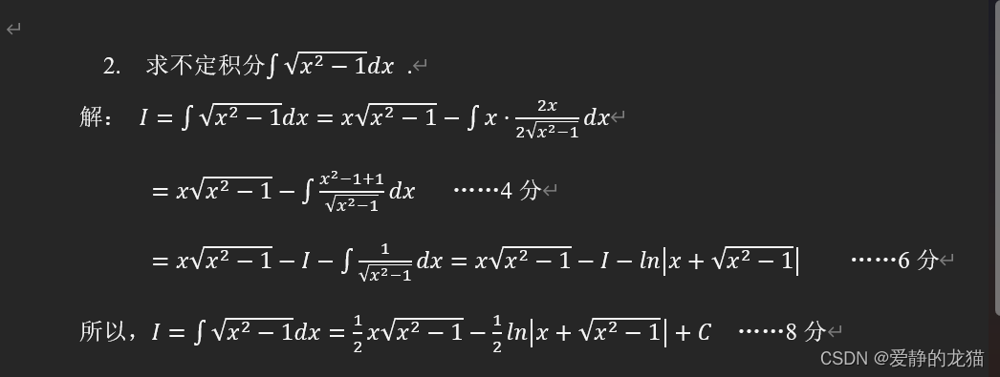 2. 求不定积分∫√(x²−1)dx .
解： I = ∫√(x²−1)dx = x√(x²−1) − ∫x · 2x/(2√(x²−1)) dx
= x√(x²−1) − ∫(x²−1+1)/√(x²−1) dx ……4 分
= x√(x²−1) − I − ∫1/√(x²−1) dx = x√(x²−1) − I − ln|x + √(x²−1)| ……6 分
所以，I = ∫√(x²−1)dx = 1/2 x√(x²−1) − 1/2 ln|x + √(x²−1)| + C ……8 分
CSDN @爱静的龙猫